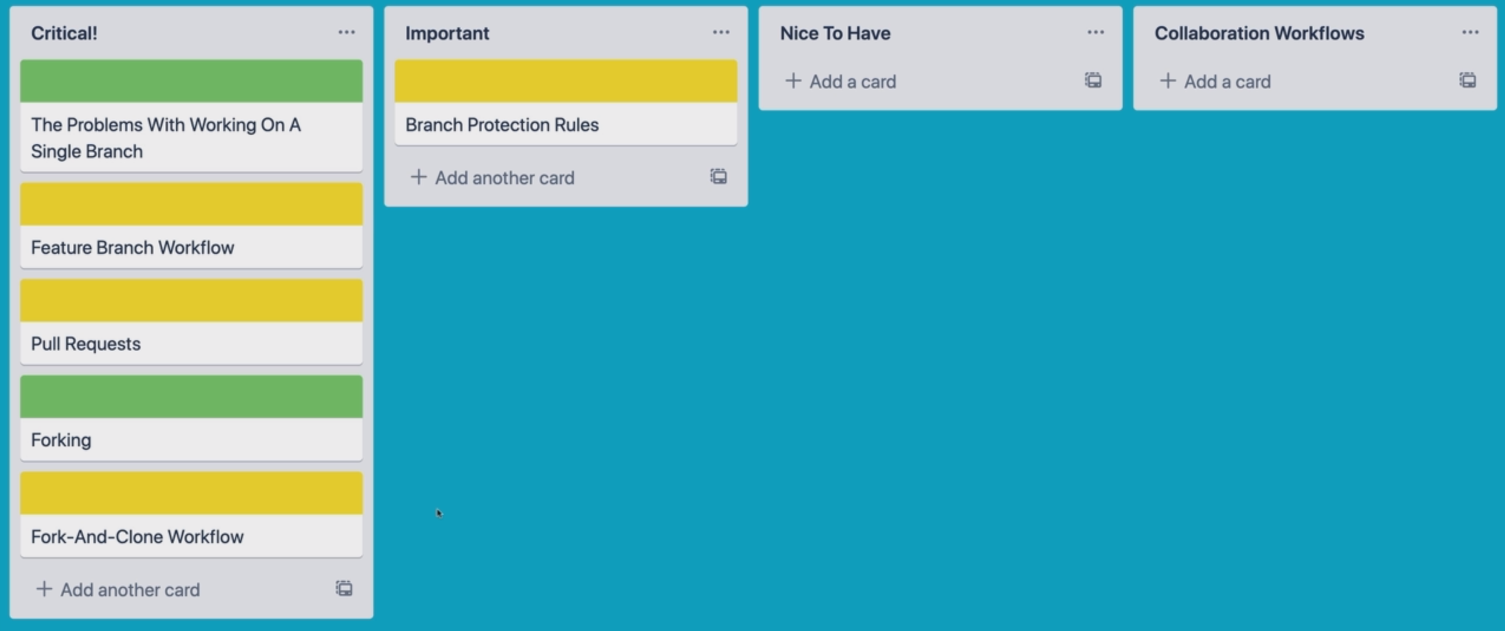 Critical!
The Problems With Working On A
Single Branch
Feature Branch Workflow
Pull Requests
Forking
Fork-And-Clone Workflow
Add another card
Important
Branch Protection Rules
Add another card
Nice To Have
Add a card
Collaboration Workflows
Add a card